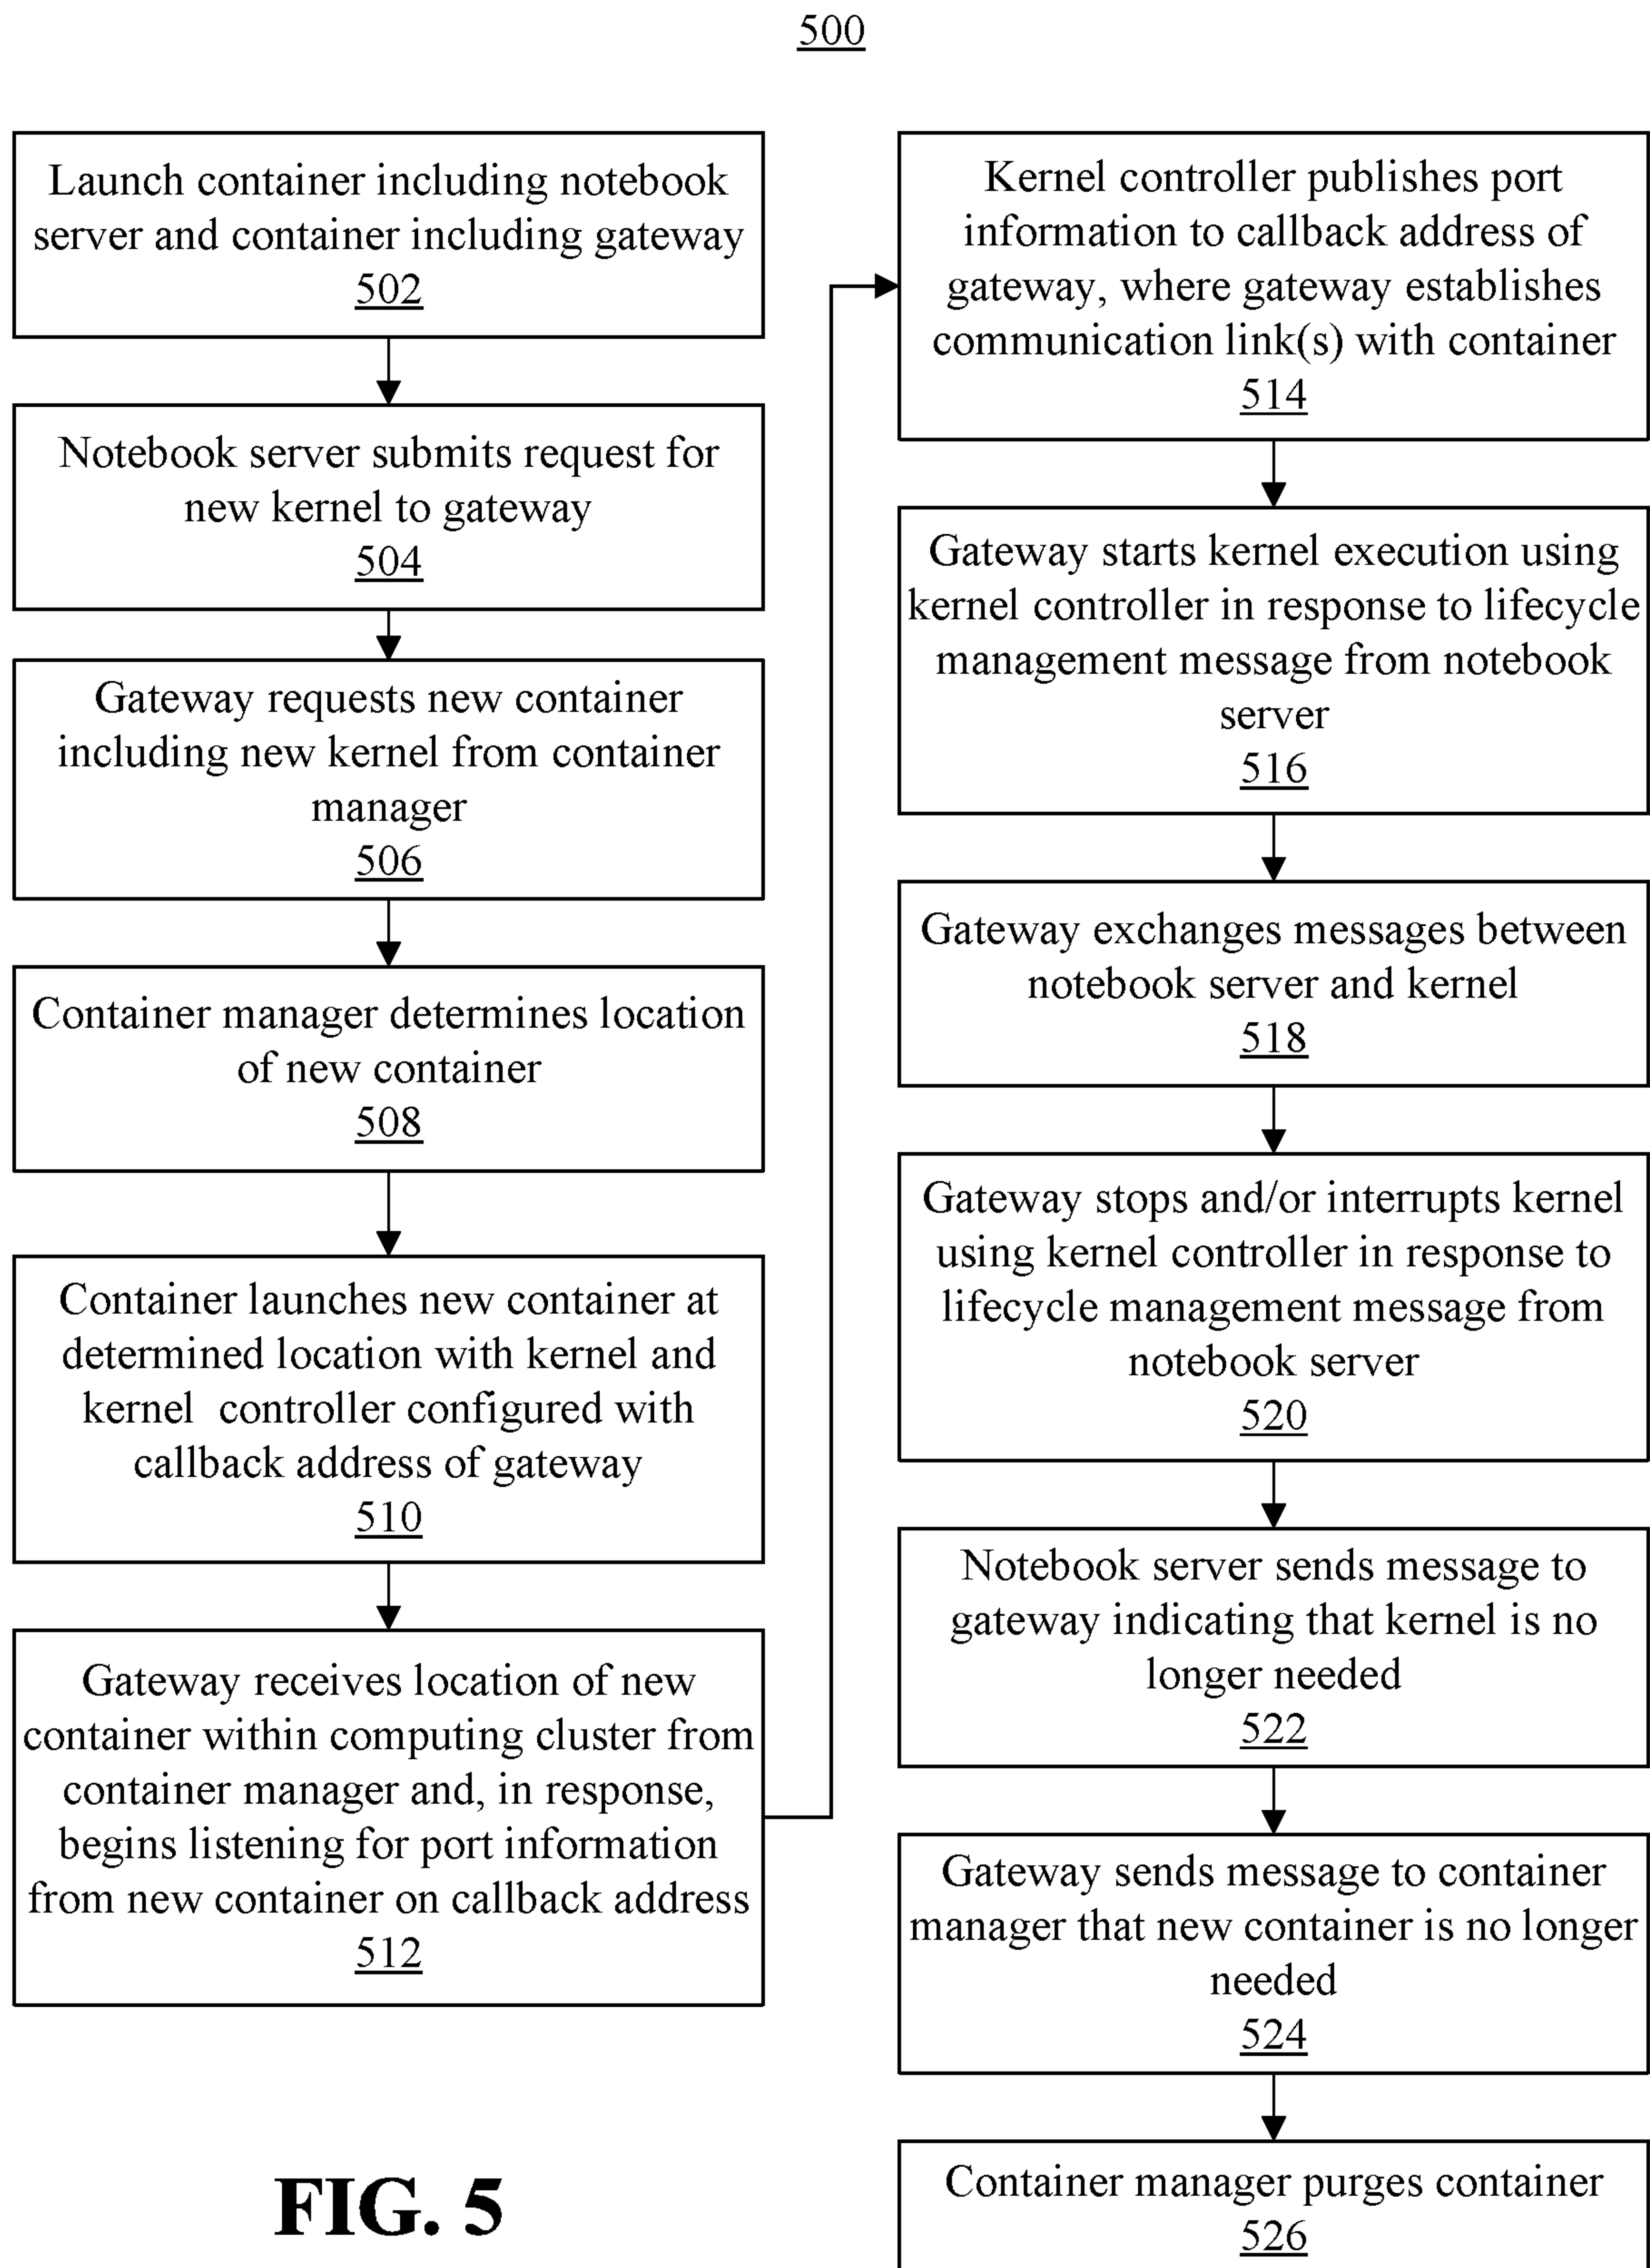 500
Launch container including notebook
server and container including gateway
502
Notebook server submits request for
new kernel to gateway
504
Gateway requests new container
including new kernel from container
manager
506
Container manager determines location
of new container
508
Container launches new container at
determined location with kernel and
kernel controller configured with
callback address of gateway
510
Gateway receives location of new
container within computing cluster from
container manager and, in response,
begins listening for port information
from new container on callback address
512
Kernel controller publishes port
information to callback address of
gateway, where gateway establishes
communication link(s) with container
514
Gateway starts kernel execution using
kernel controller in response to lifecycle
management message from notebook
server
516
Gateway exchanges messages between
notebook server and kernel
518
Gateway stops and/or interrupts kernel
using kernel controller in response to
lifecycle management message from
notebook server
520
Notebook server sends message to
gateway indicating that kernel is no
longer needed
522
Gateway sends message to container
manager that new container is no longer
needed
524
Container manager purges container
526
FIG. 5